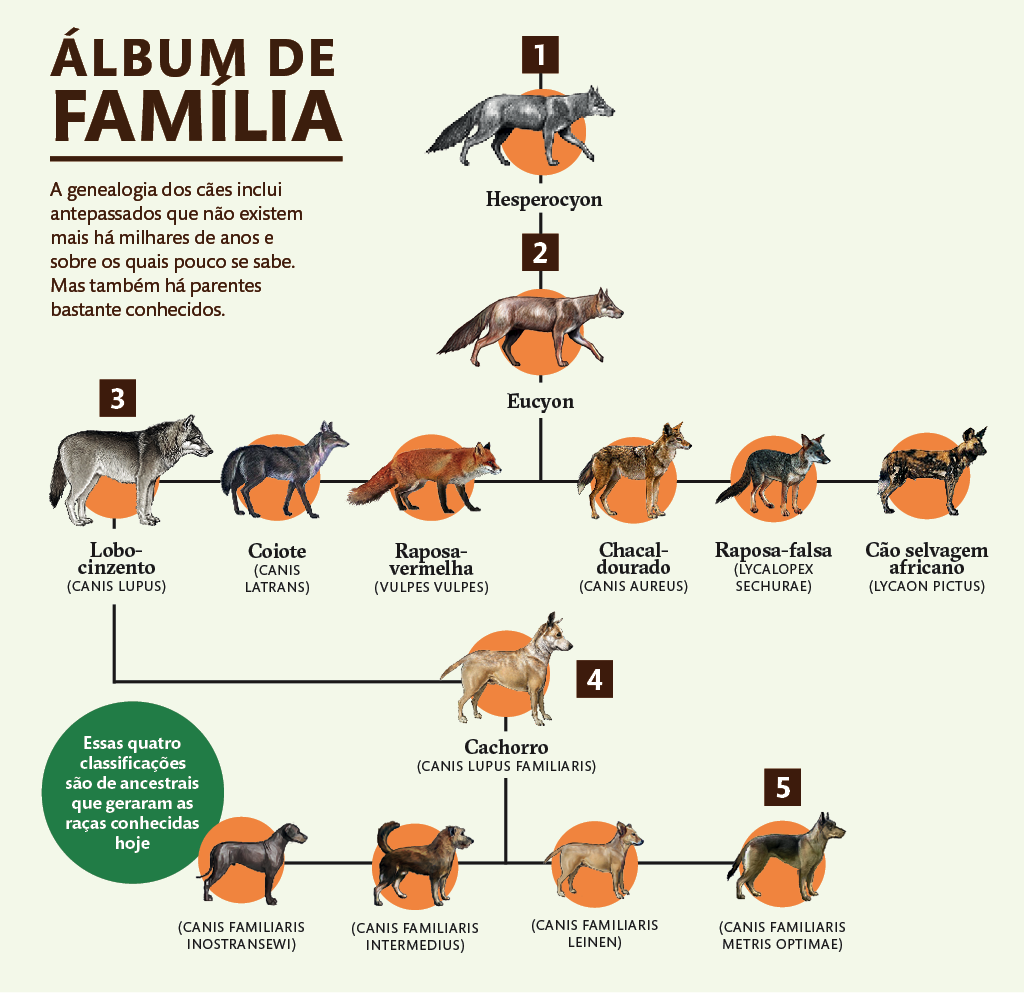 ÁLBUM DE
FAMÍLIA
A genealogia dos cães inclui
antepassados que não existem
mais há milhares de anos e
sobre os quais pouco se sabe.
Mas também há parentes
bastante conhecidos.
1
Hesperocyon
2
Eucyon
3
Lobo-
cinzento
(CANIS LUPUS)
Coiote
(CANIS
LATRANS)
Raposa-
vermelha
(VULPES VULPES)
Chacal-
dourado
(CANIS AUREUS)
Raposa-falsa
(LYCALOPEX
SECHURAE)
Cão selvagem
africano
(LYCAON PICTUS)
4
Cachorro
(CANIS LUPUS FAMILIARIS)
Essas quatro
classificações
são de ancestrais
que geraram as
raças conhecidas
hoje
5
(CANIS FAMILIARIS
INOSTRANSEWI)
(CANIS FAMILIARIS
INTERMEDIUS)
(CANIS FAMILIARIS
LEINEN)
(CANIS FAMILIARIS
METRIS OPTIMAE)